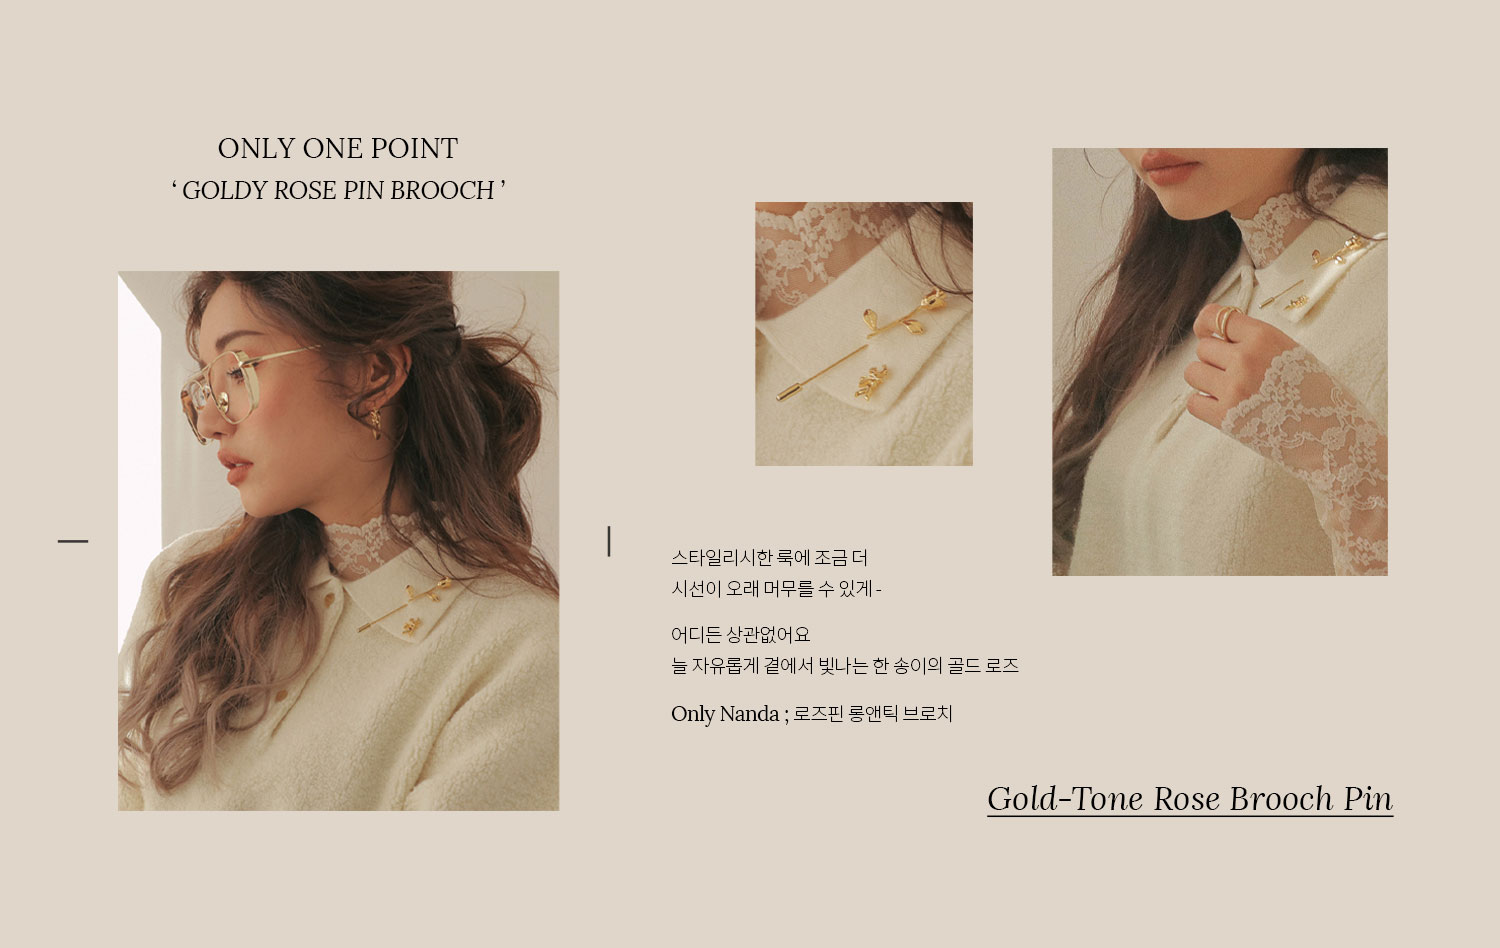 ONLY ONE POINT
‘ GOLDY ROSE PIN BROOCH ’
스타일리시한 룩에 조금 더
시선이 오래 머무를 수 있게 -
어디든 상관없어요
늘 자유롭게 곁에서 빛나는 한 송이의 골드 로즈
Only Nanda ; 로즈핀 롱앤틱 브로치
Gold-Tone Rose Brooch Pin